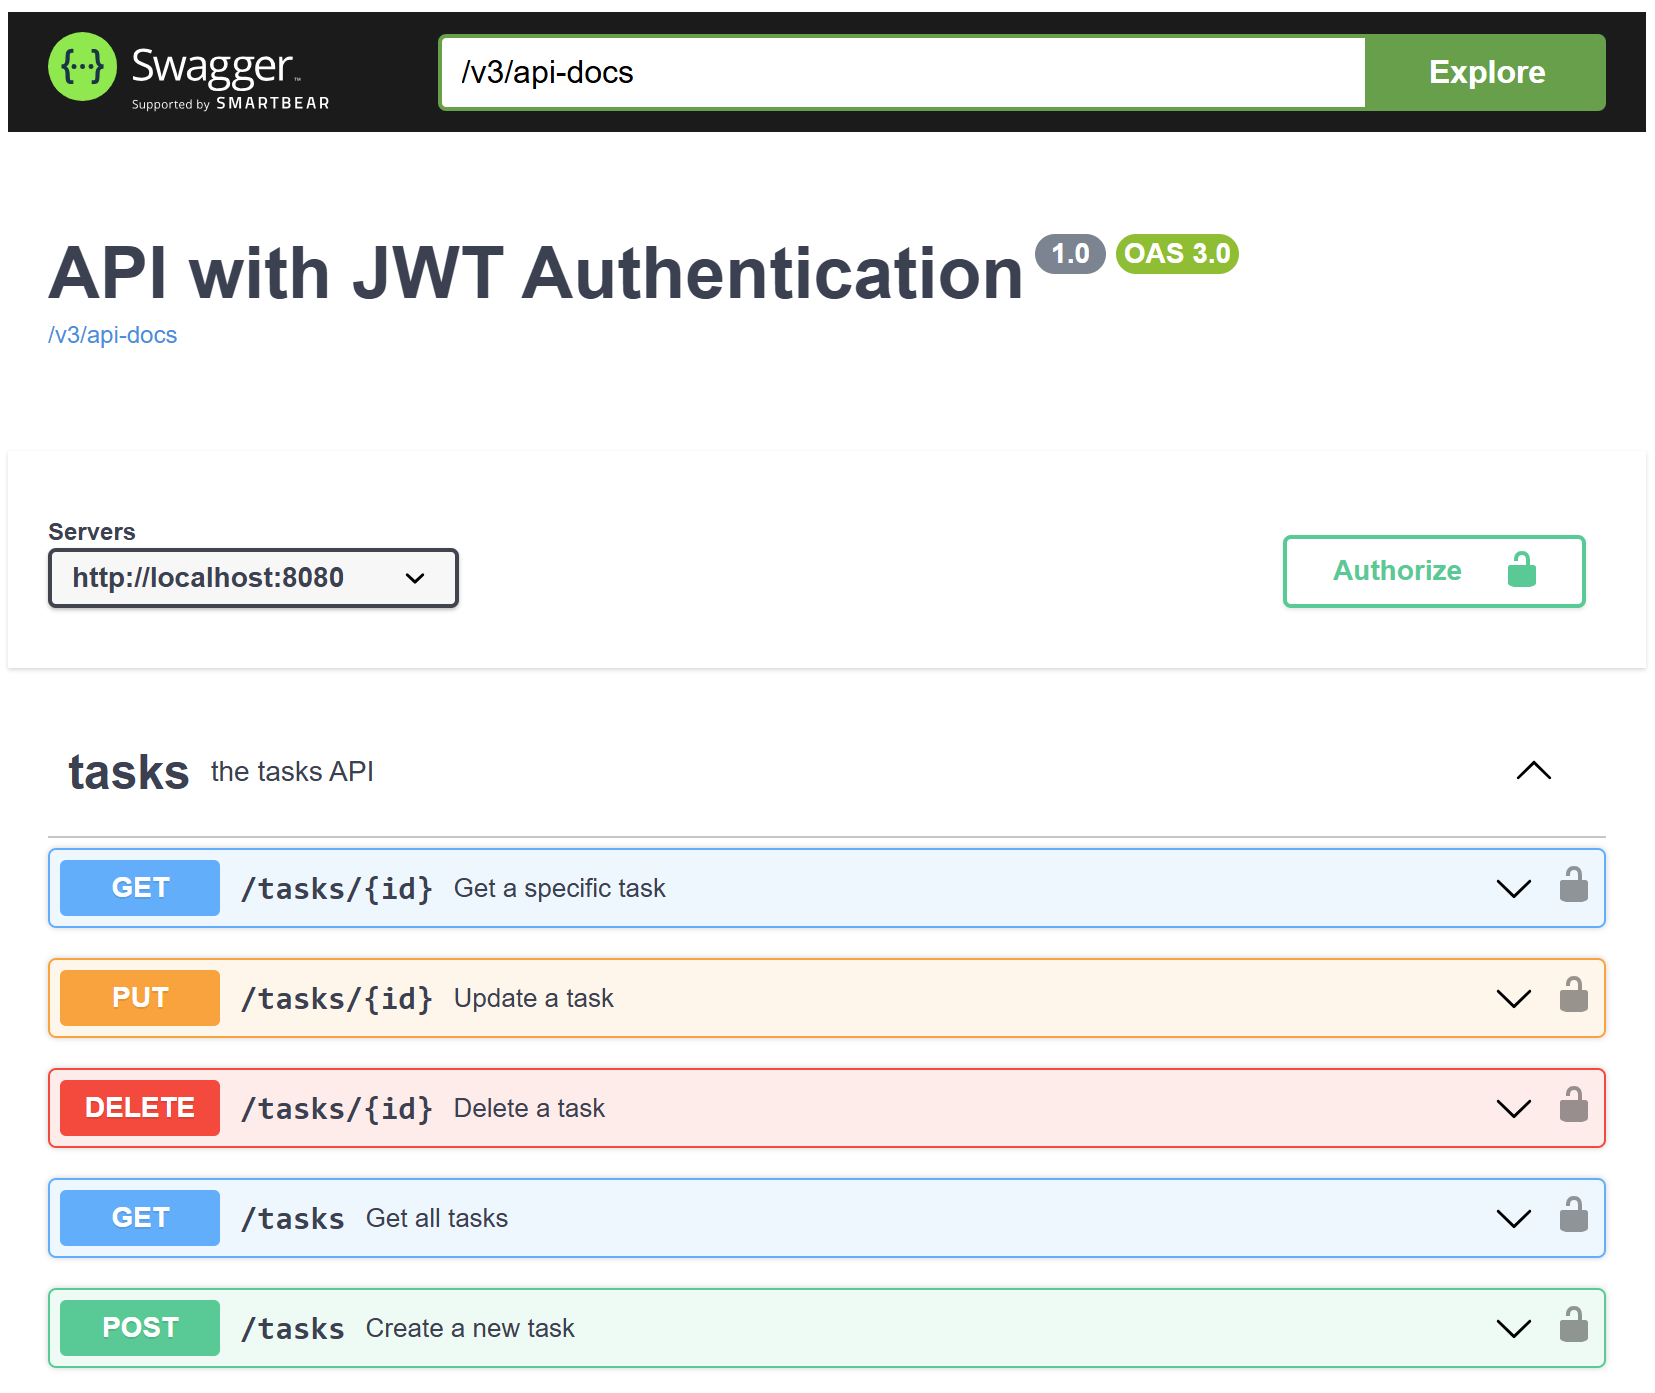 {···} Swagger™
Supported by SMARTBEAR
/v3/api-docs
Explore
API with JWT Authentication 1.0 OAS 3.0
/v3/api-docs
Servers
http://localhost:8080
Authorize
tasks the tasks API
GET /tasks/{id} Get a specific task
PUT /tasks/{id} Update a task
DELETE /tasks/{id} Delete a task
GET /tasks Get all tasks
POST /tasks Create a new task